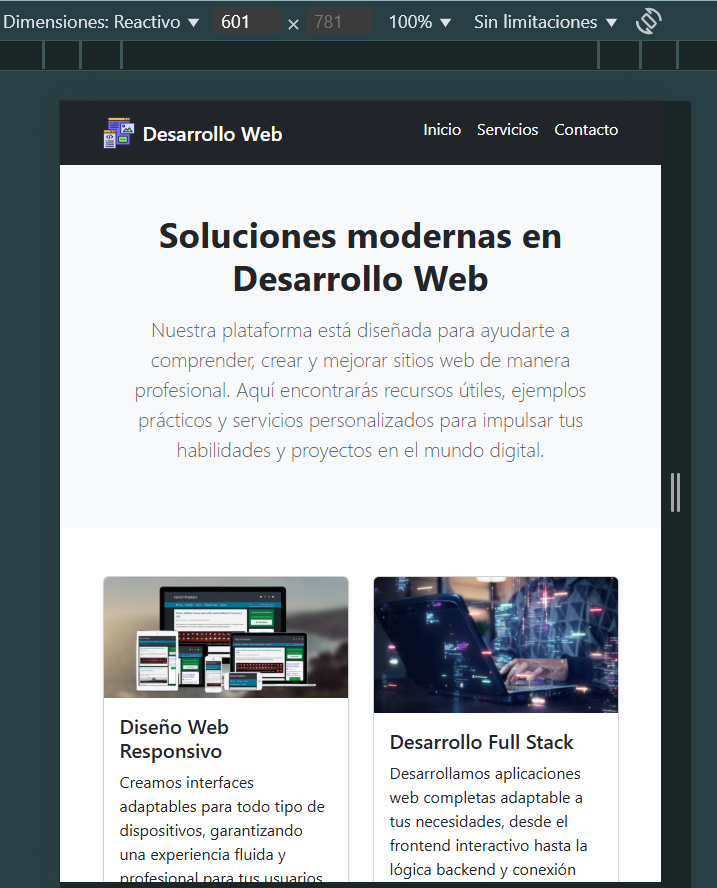 Dimensiones: Reactivo ▼ 601 × 781 100% ▼ Sin limitaciones ▼
Desarrollo Web
Inicio Servicios Contacto
Soluciones modernas en
Desarrollo Web
Nuestra plataforma está diseñada para ayudarte a
comprender, crear y mejorar sitios web de manera
profesional. Aquí encontrarás recursos útiles, ejemplos
prácticos y servicios personalizados para impulsar tus
habilidades y proyectos en el mundo digital.
Diseño Web
Responsivo
Creamos interfaces
adaptables para todo tipo de
dispositivos, garantizando
una experiencia fluida y
profesional para tus usuarios
Desarrollo Full Stack
Desarrollamos aplicaciones
web completas adaptable a
tus necesidades, desde el
frontend interactivo hasta la
lógica backend y conexión